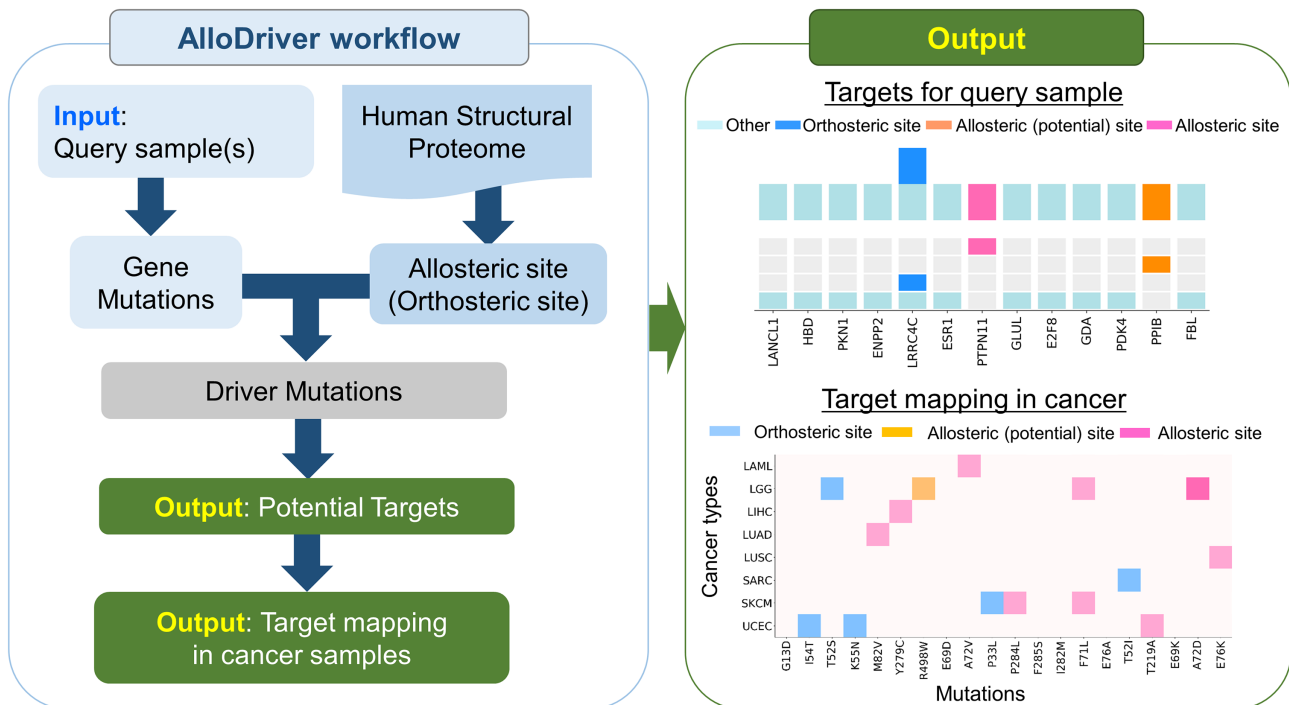 AlloDriver workflow
Input:
Query sample(s)
Human Structural
Proteome
Gene
Mutations
Allosteric site
(Orthosteric site)
Driver Mutations
Output: Potential Targets
Output: Target mapping
in cancer samples
Output
Targets for query sample
Other
Orthosteric site
Allosteric (potential) site
Allosteric site
LANCL1
HBD
PKN1
ENPP2
LRRC4C
ESR1
PTPN11
GLUL
E2F8
GDA
PDK4
PPIB
FBL
Target mapping in cancer
Orthosteric site
Allosteric (potential) site
Allosteric site
Cancer types
LAML
LGG
LIHC
LUAD
LUSC
SARC
SKCM
UCEC
G13D
I54T
T52S
K55N
M82V
Y279C
R498W
E69D
A72V
P33L
P284L
F285S
I282M
F71L
E76A
T52I
T219A
E69K
A72D
E76K
Mutations